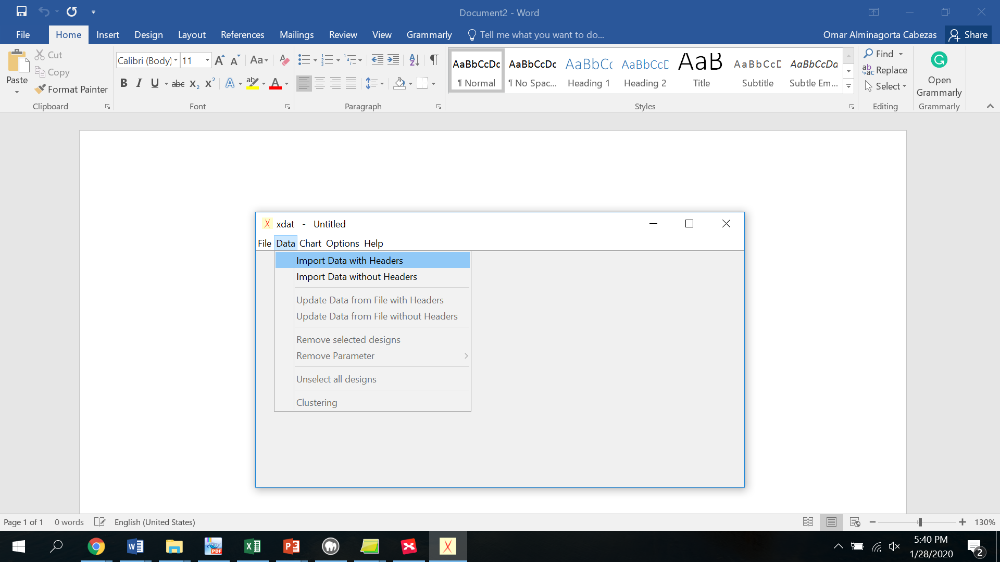 Document2 - Word
File Home Insert Design Layout References Mailings Review View Grammarly Tell me what you want to do... Omar Alminagorta Cabezas Share
Paste
Cut
Copy
Format Painter
Clipboard
Calibri (Body) 11 Aa
B I U abc X₂ X² A ab A
Font
Paragraph
AaBbCcDc AaBbCcDc AaBbCc AaBbCcD AaB AaBbCcD AaBbCcDa
¶ Normal ¶ No Spac... Heading 1 Heading 2 Title Subtitle Subtle Em...
Styles
Find
Replace
Select
Editing
Open
Grammarly
Grammarly
xdat - Untitled
File Data Chart Options Help
Import Data with Headers
Import Data without Headers
Update Data from File with Headers
Update Data from File without Headers
Remove selected designs
Remove Parameter
Unselect all designs
Clustering
Page 1 of 1 0 words English (United States) 130%
5:40 PM
1/28/2020
2